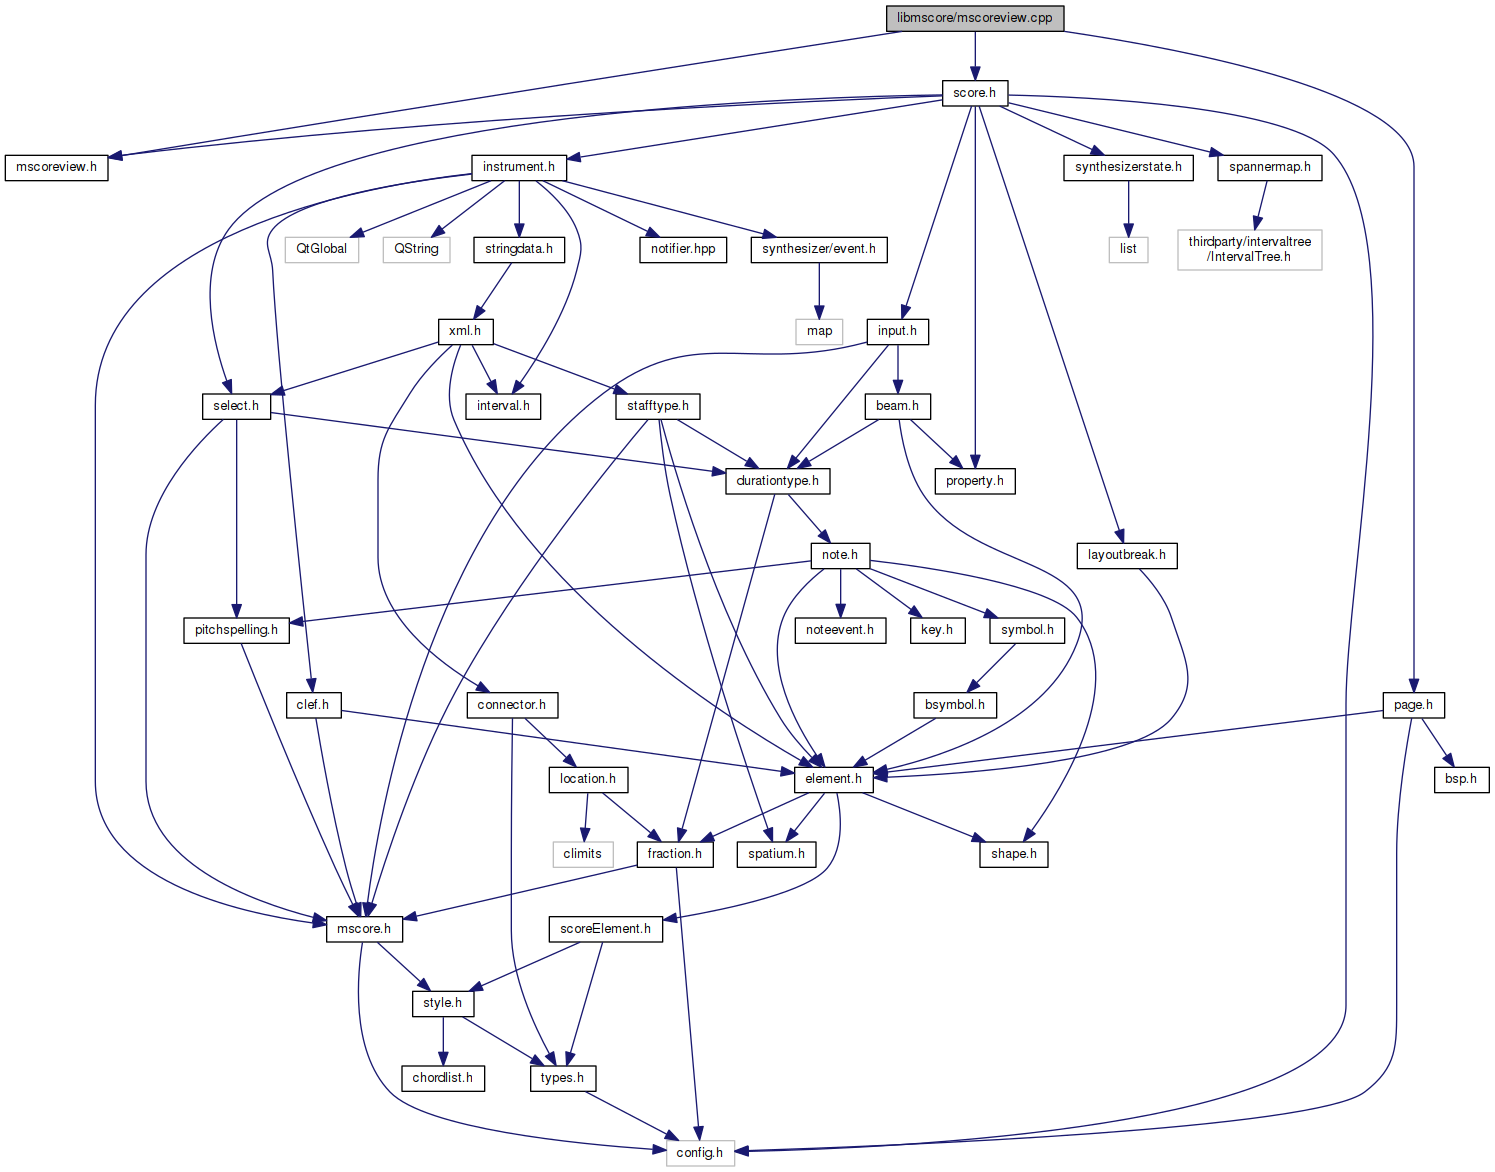 libmscore/mscoreview.cpp
score.h
mscoreview.h
instrument.h
synthesizerstate.h
spannermap.h
QtGlobal
QString
stringdata.h
notifier.hpp
synthesizer/event.h
list
thirdparty/intervaltree
/IntervalTree.h
xml.h
map
input.h
select.h
interval.h
stafftype.h
beam.h
durationtype.h
property.h
note.h
layoutbreak.h
pitchspelling.h
noteevent.h
key.h
symbol.h
clef.h
connector.h
bsymbol.h
page.h
location.h
element.h
bsp.h
climits
fraction.h
spatium.h
shape.h
mscore.h
scoreElement.h
style.h
chordlist.h
types.h
config.h